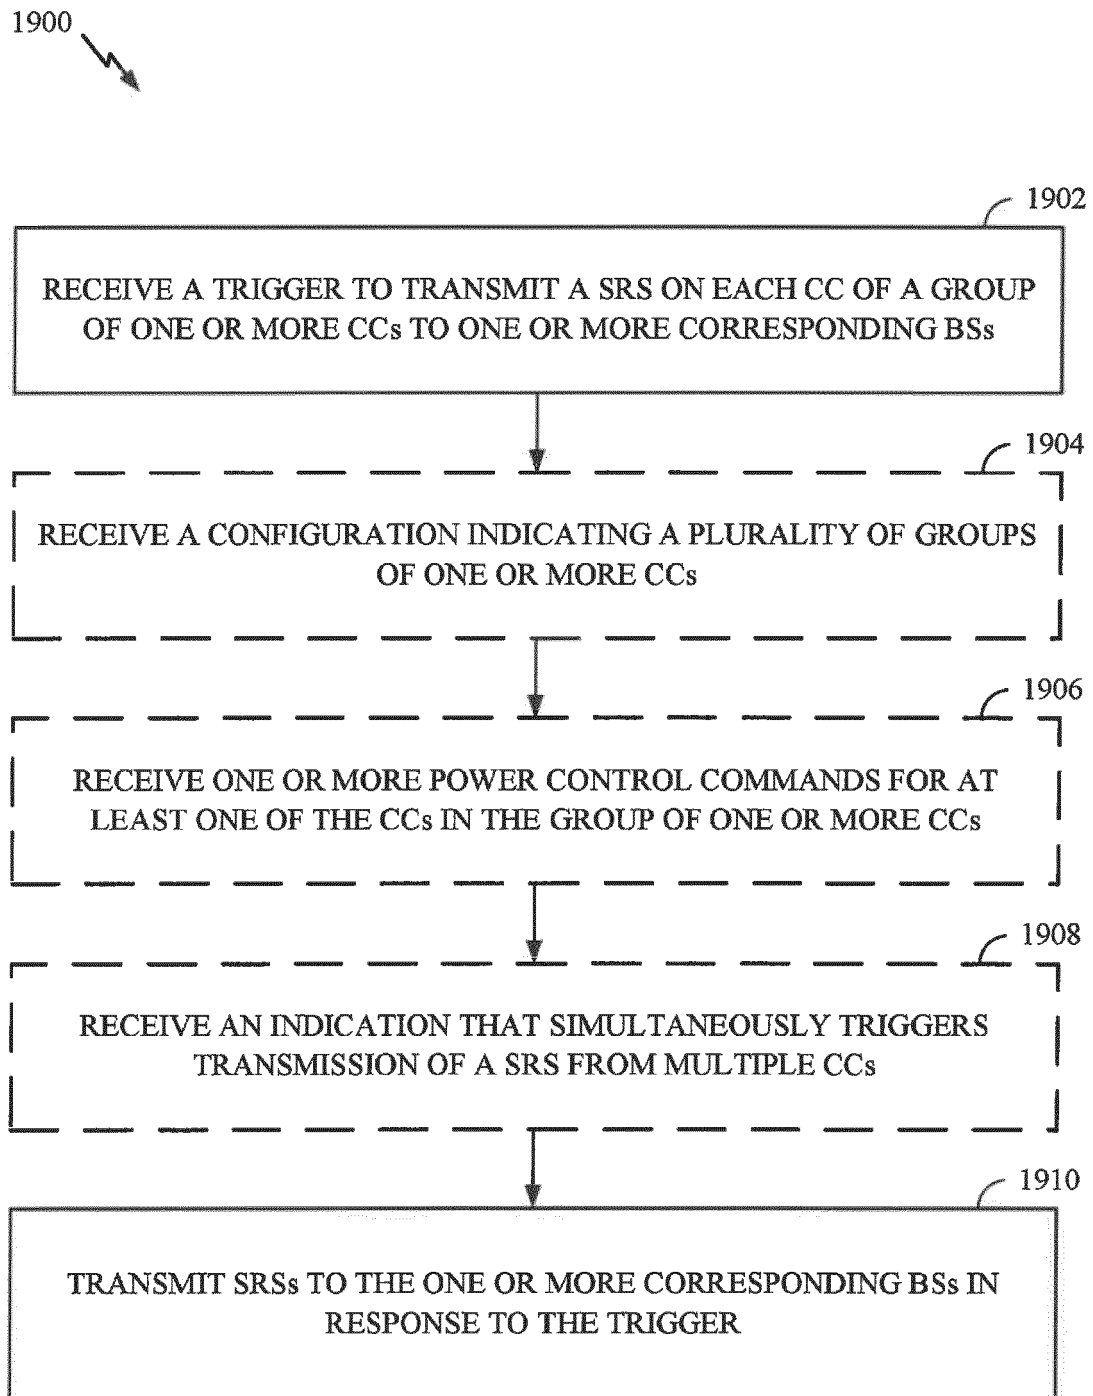 1900
1902
RECEIVE A TRIGGER TO TRANSMIT A SRS ON EACH CC OF A GROUP
OF ONE OR MORE CCs TO ONE OR MORE CORRESPONDING BSs
1904
RECEIVE A CONFIGURATION INDICATING A PLURALITY OF GROUPS
OF ONE OR MORE CCs
1906
RECEIVE ONE OR MORE POWER CONTROL COMMANDS FOR AT
LEAST ONE OF THE CCs IN THE GROUP OF ONE OR MORE CCs
1908
RECEIVE AN INDICATION THAT SIMULTANEOUSLY TRIGGERS
TRANSMISSION OF A SRS FROM MULTIPLE CCs
1910
TRANSMIT SRSs TO THE ONE OR MORE CORRESPONDING BSs IN
RESPONSE TO THE TRIGGER